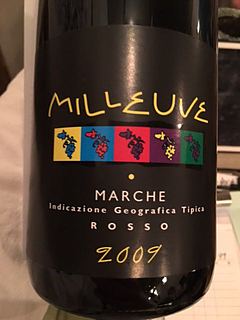 MILLEUVE
MARCHE
Indicazione Geografica Tipica
ROSSO
2009